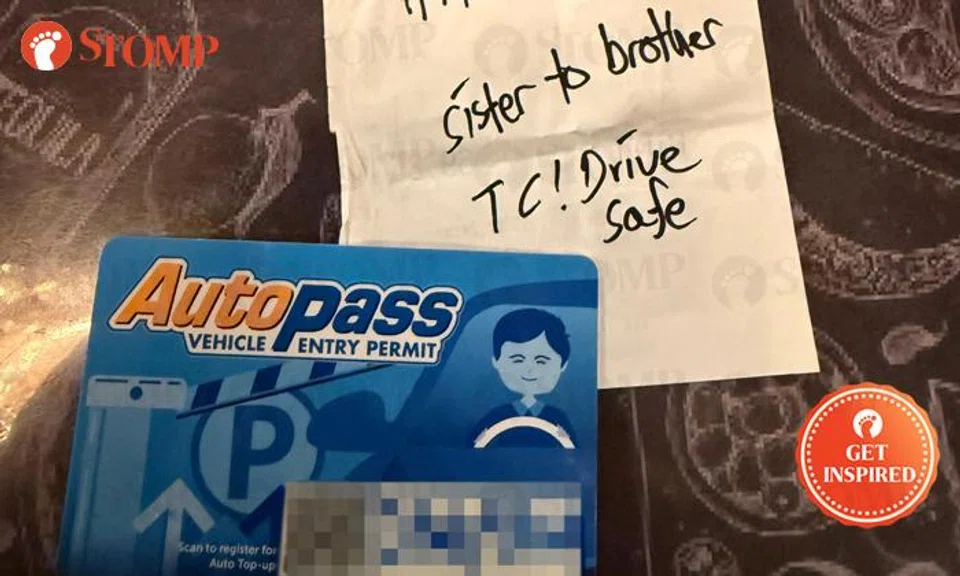 STOMP
sister to brother
TC! Drive
safe
Autopass
VEHICLE ENTRY PERMIT
P
Scan to register for
Auto Top-up
GET
INSPIRED